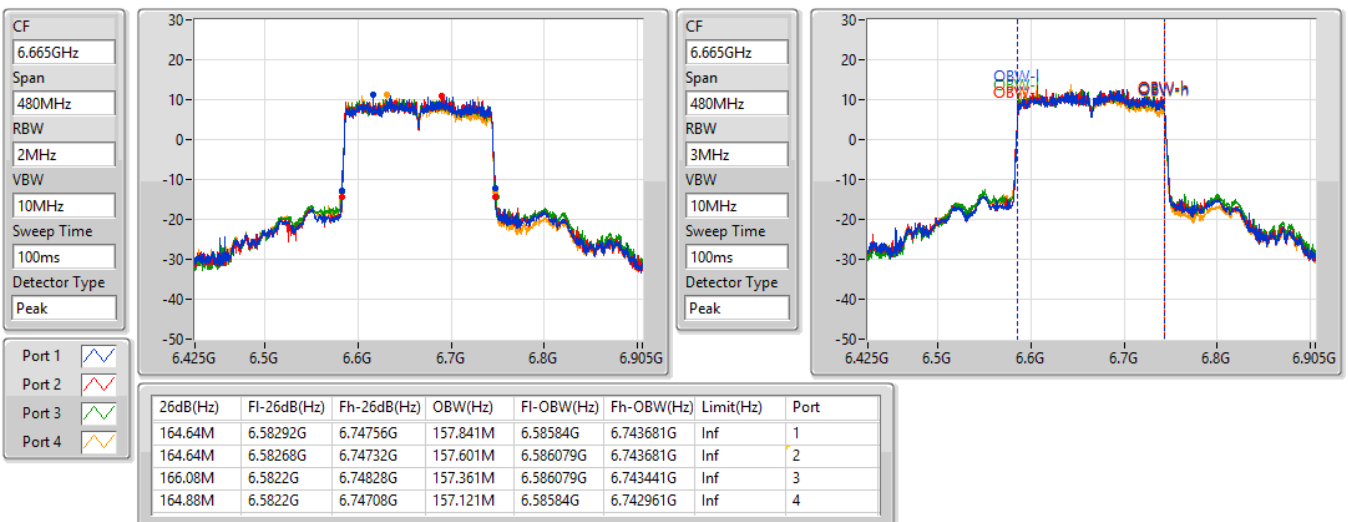 CF
6.665GHz
Span
480MHz
RBW
2MHz
VBW
10MHz
Sweep Time
100ms
Detector Type
Peak
30
20
10
0
-10
-20
-30
-40
-50
6.425G 6.5G 6.6G 6.7G 6.8G 6.905G
CF
6.665GHz
Span
480MHz
RBW
3MHz
VBW
10MHz
Sweep Time
100ms
Detector Type
Peak
30
20
10
0
-10
-20
-30
-40
-50
OBW-l
OBW-h
6.425G 6.5G 6.6G 6.7G 6.8G 6.905G
Port 1
Port 2
Port 3
Port 4
26dB(Hz) Fl-26dB(Hz) Fh-26dB(Hz) OBW(Hz) Fl-OBW(Hz) Fh-OBW(Hz) Limit(Hz) Port
164.64M 6.58292G 6.74756G 157.841M 6.58584G 6.743681G Inf 1
164.64M 6.58268G 6.74732G 157.601M 6.586079G 6.743681G Inf 2
166.08M 6.5822G 6.74828G 157.361M 6.586079G 6.743441G Inf 3
164.88M 6.5822G 6.74708G 157.121M 6.58584G 6.742961G Inf 4